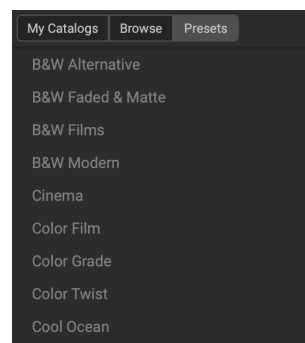 My Catalogs Browse Presets
B&W Alternative
B&W Faded & Matte
B&W Films
B&W Modern
Cinema
Color Film
Color Grade
Color Twist
Cool Ocean